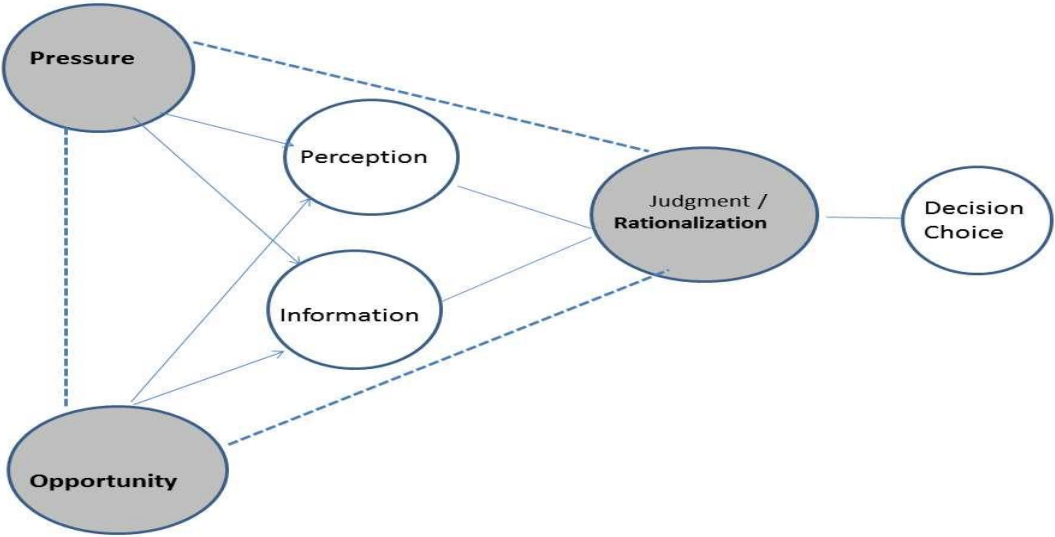 Pressure
Perception
Judgment /
Rationalization
Decision
Choice
Information
Opportunity